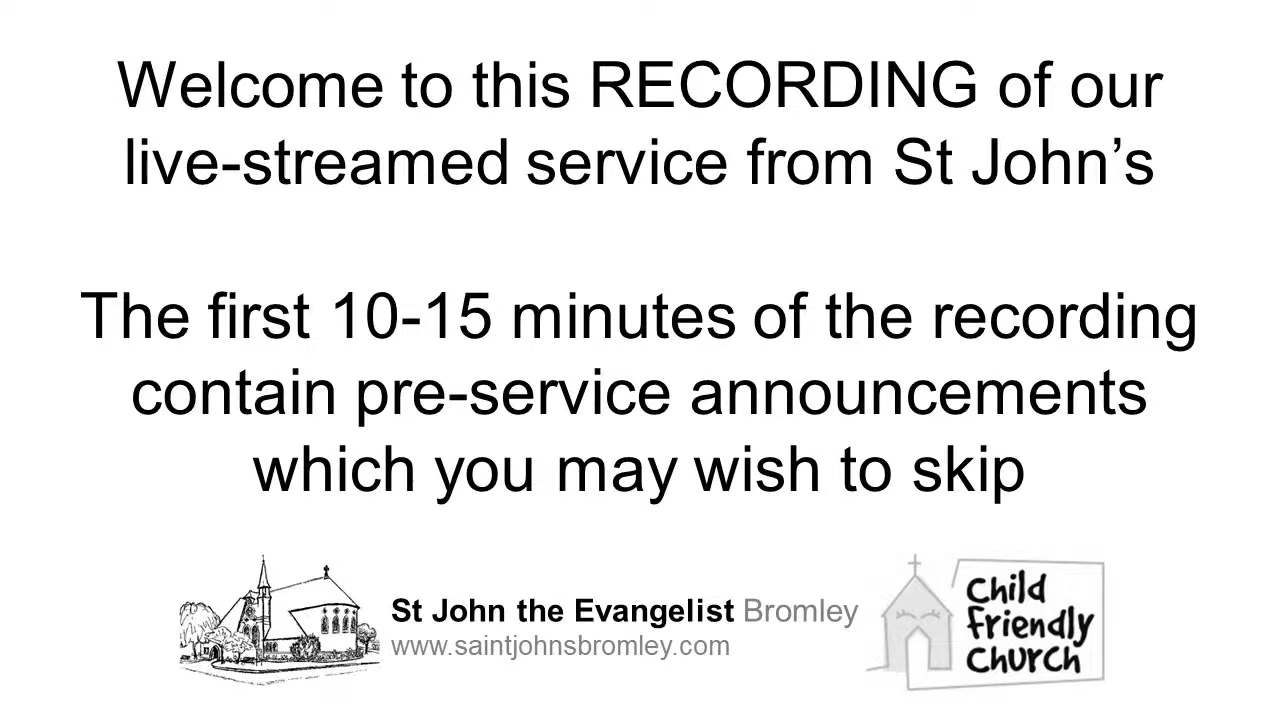 Welcome to this RECORDING of our
live-streamed service from St John’s
The first 10-15 minutes of the recording
contain pre-service announcements
which you may wish to skip
St John the Evangelist Bromley
www.saintjohnsbromley.com
Child
Friendly
Church